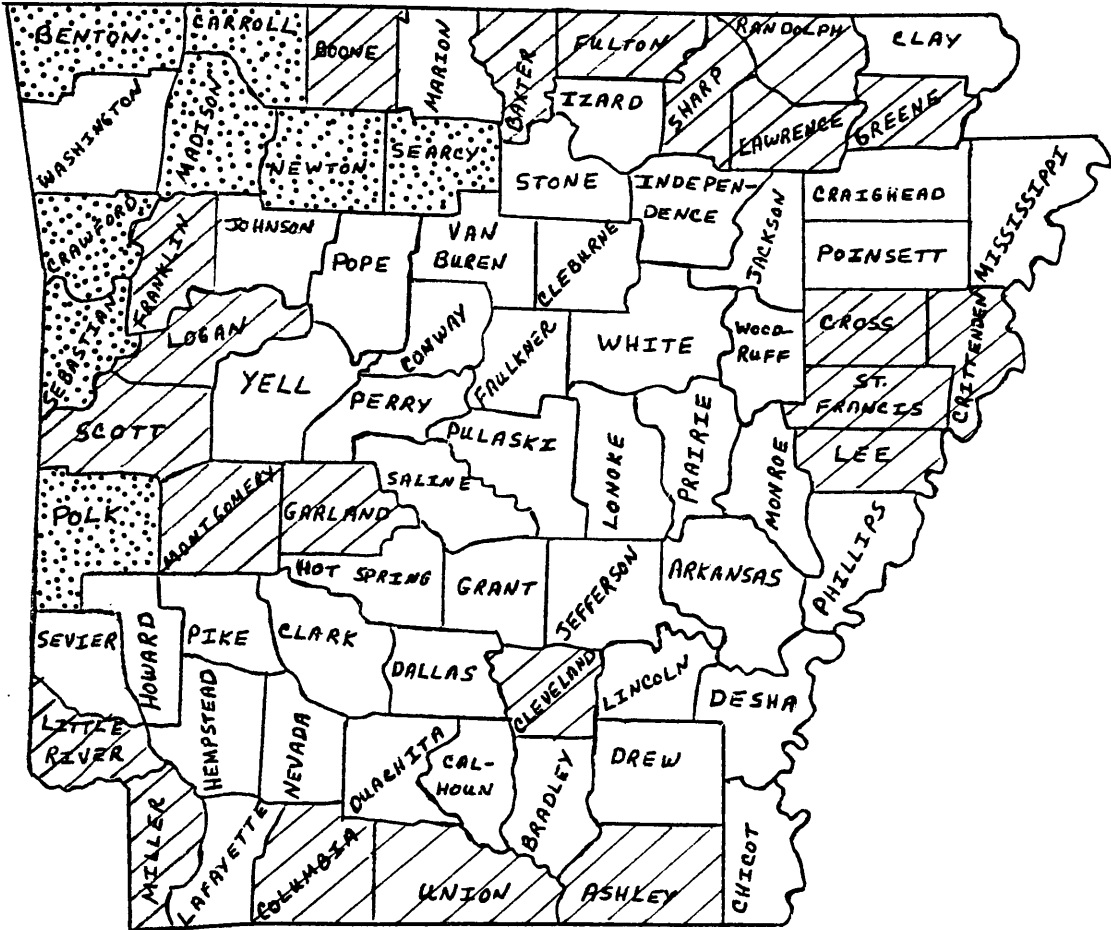 BENTON
CARROLL
BOONE
MARION
BAXTER
FULTON
RANDOLPH
CLAY
IZARD
SHARP
LAWRENCE
GREENE
WASHINGTON
MADISON
NEWTON
SEARCY
STONE
INDEPEN-
DENCE
JACKSON
CRAIGHEAD
MISSISSIPPI
CRAWFORD
FRANKLIN
JOHNSON
POPE
VAN
BUREN
CLEBURNE
POINSETT
SEBASTIAN
LOGAN
CONWAY
FAULKNER
WHITE
WOOD-
RUFF
CROSS
CRITTENDEN
YELL
PERRY
ST.
FRANCIS
SCOTT
PULASKI
LONOKE
PRAIRIE
MONROE
LEE
SALINE
POLK
MONTGOMERY
GARLAND
PHILLIPS
HOT SPRING
GRANT
JEFFERSON
ARKANSAS
SEVIER
HOWARD
PIKE
CLARK
DALLAS
CLEVELAND
LINCOLN
DESHA
LITTLE
RIVER
HEMPSTEAD
NEVADA
OUACHITA
CAL-
HOUN
BRADLEY
DREW
MILLER
LAFAYETTE
COLUMBIA
UNION
ASHLEY
CHICOT